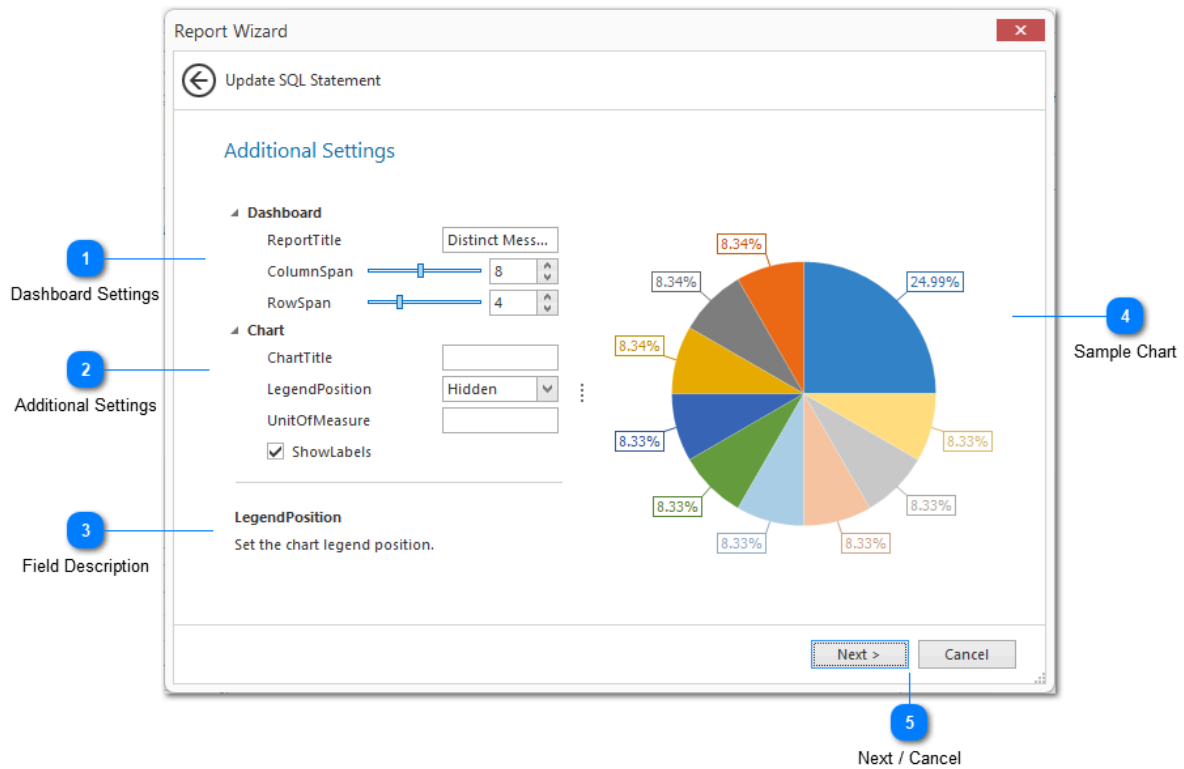 Report Wizard
Update SQL Statement
Additional Settings
Dashboard
ReportTitle Distinct Mess...
ColumnSpan 8
RowSpan 4
Chart
ChartTitle
LegendPosition Hidden
UnitOfMeasure
ShowLabels
LegendPosition
Set the chart legend position.
8.34%
24.99%
8.34%
8.34%
8.33%
8.33%
8.33%
8.33%
8.33%
8.33%
Next > Cancel
1
Dashboard Settings
2
Additional Settings
3
Field Description
4
Sample Chart
5
Next / Cancel